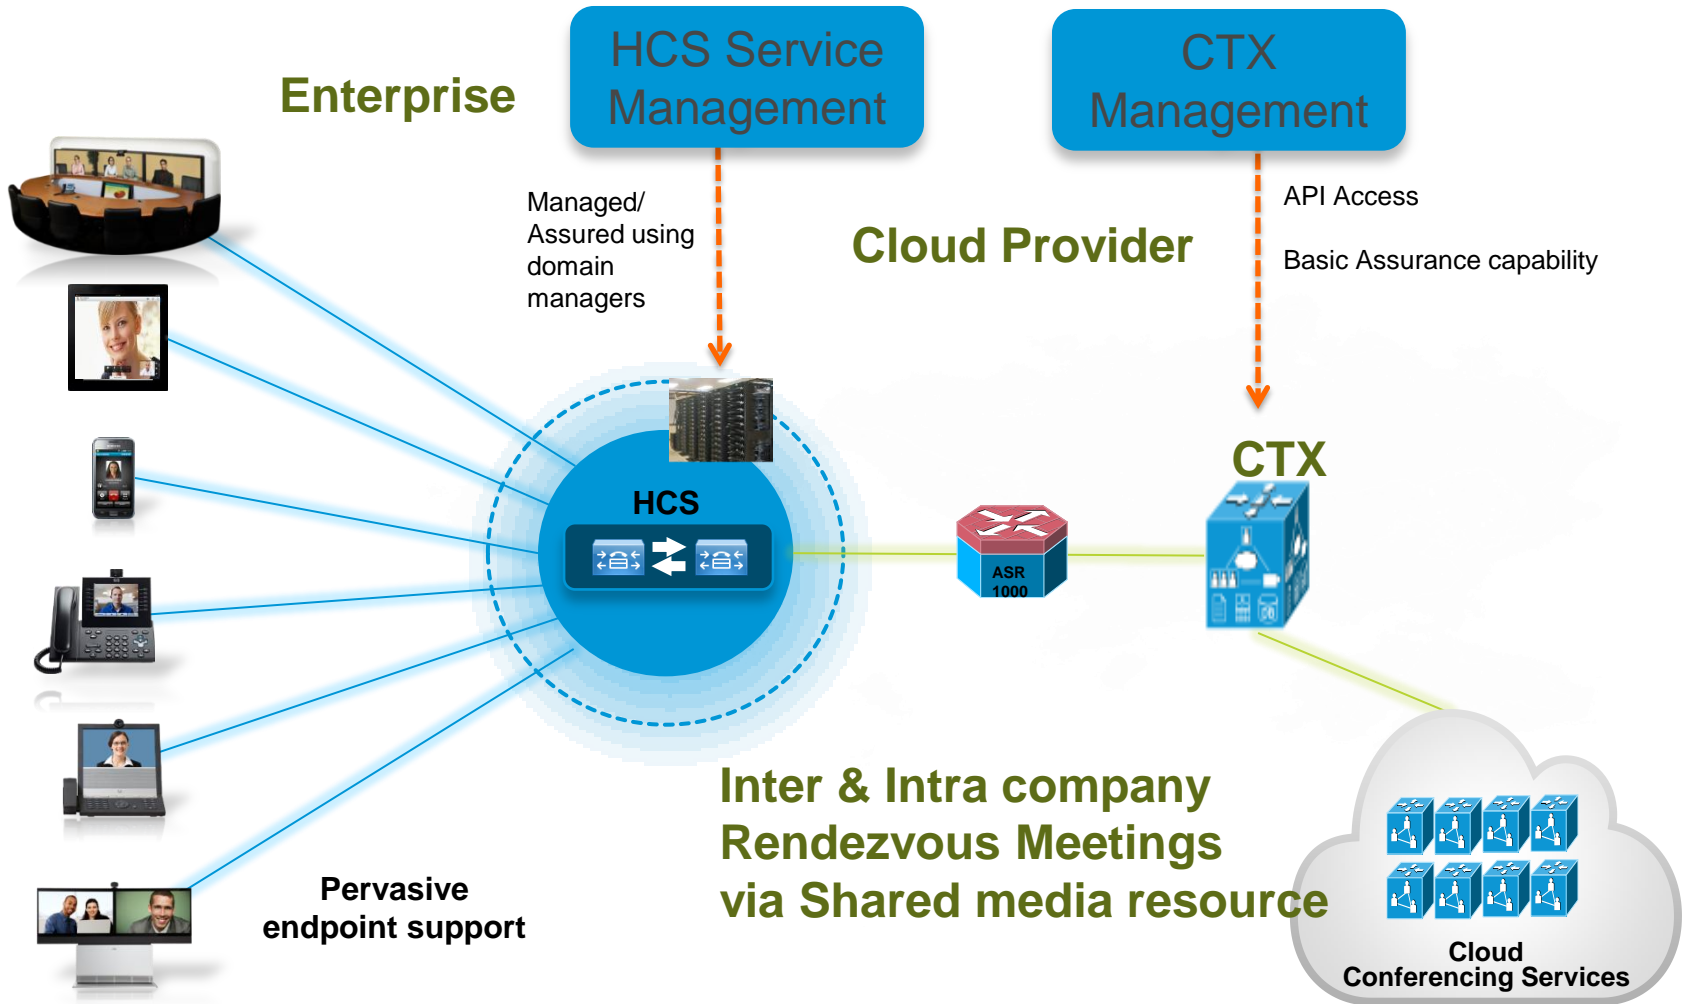 HCS Service
Management
CTX
Management
Enterprise
Managed/
Assured using
domain
managers
Cloud Provider
API Access
Basic Assurance capability
HCS
CTX
ASR
1000
Inter & Intra company
Rendezvous Meetings
via Shared media resource
Pervasive
endpoint support
Cloud
Conferencing Services